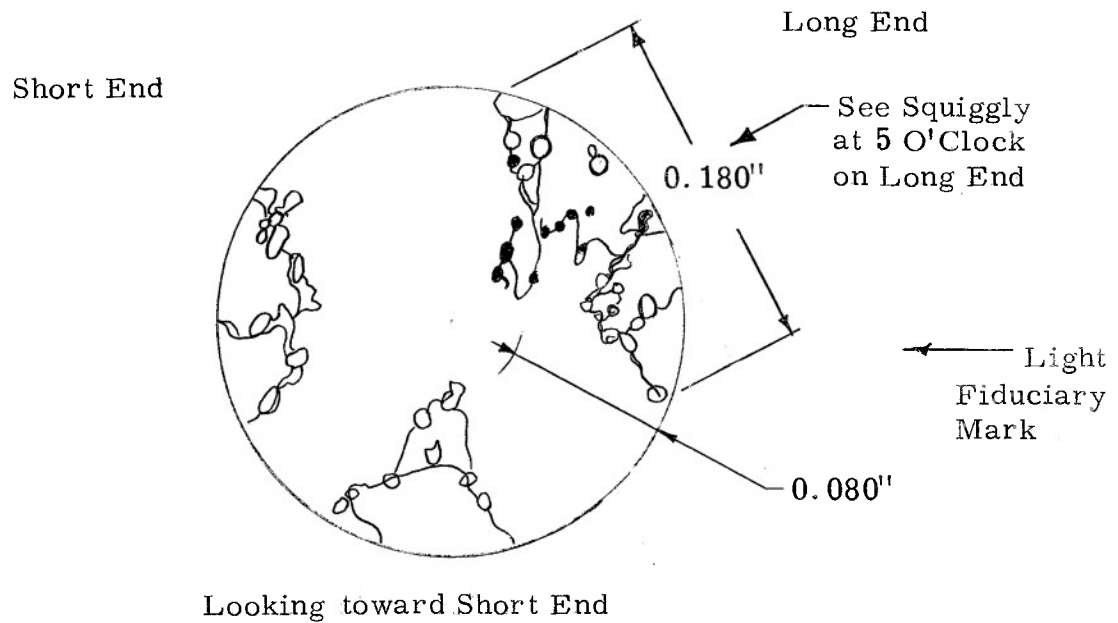 Long End
Short End
See Squiggly
at 5 O'Clock
on Long End
0.180"
Light
Fiduciary
Mark
0.080"
Looking toward Short End